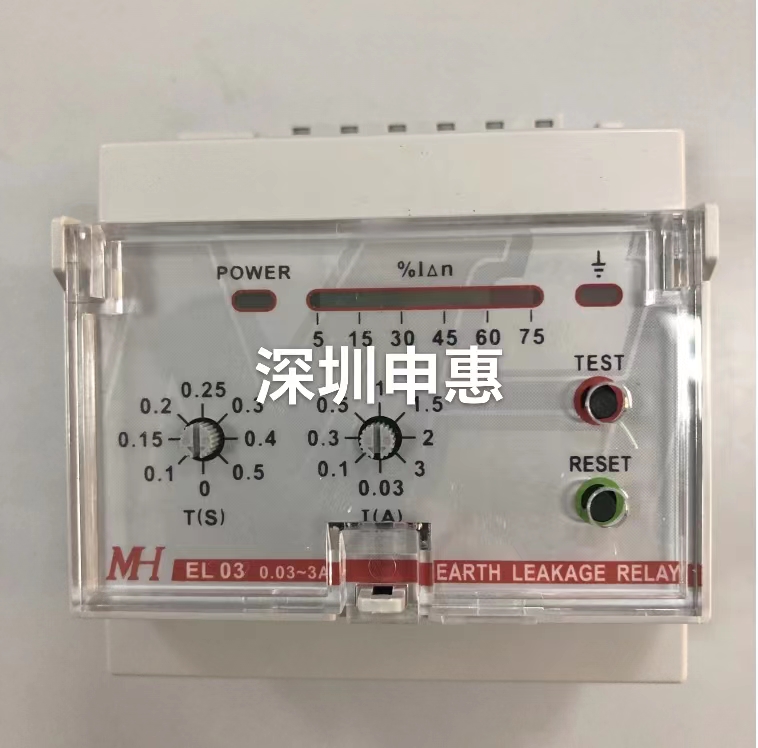 POWER
%I△n
5 15 30 45 60 75
深圳申惠
TEST
0.25
0.2 0.3
0.15 0.4
0.1 0.5
0
T(S)
1
0.5 1.5
0.3 2
0.1 3
0.03
I(A)
RESET
MH EL 03 0.03~3A EARTH LEAKAGE RELAY